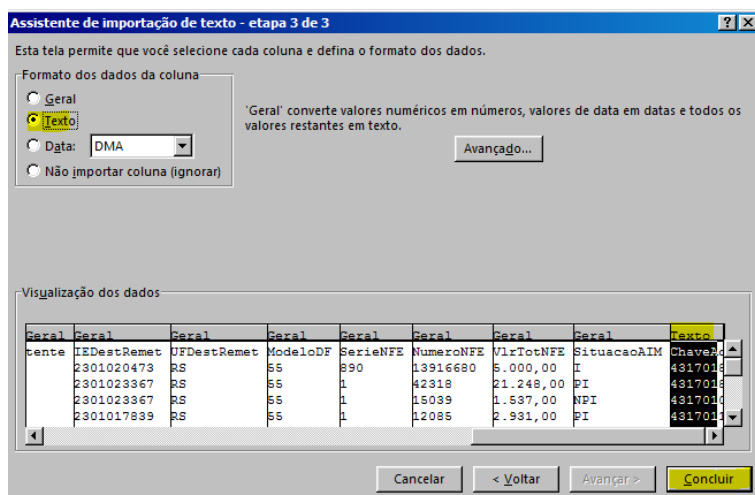 Assistente de importação de texto - etapa 3 de 3
Esta tela permite que você selecione cada coluna e defina o formato dos dados.
Formato dos dados da coluna
Geral
Texto
Data: DMA
Não importar coluna (ignorar)
'Geral' converte valores numéricos em números, valores de data em datas e todos os
valores restantes em texto.
Avançado...
Visualização dos dados
Geral Geral Geral Geral Geral Geral Geral Geral Texto
tente IEDestRemet UFDestRemet ModeloDF SerieNFE NumeroNFE VlrTotNFE SituacaoAIM ChaveAc
2301020473 RS 55 890 13916680 5.000,00 I 4317018
2301023367 RS 55 1 42318 21.248,00 PI 4317018
2301023367 RS 55 1 15039 1.537,00 NPI 4317010
2301017839 RS 55 1 12085 2.931,00 PI 4317011
Cancelar < Voltar Avançar > Concluir